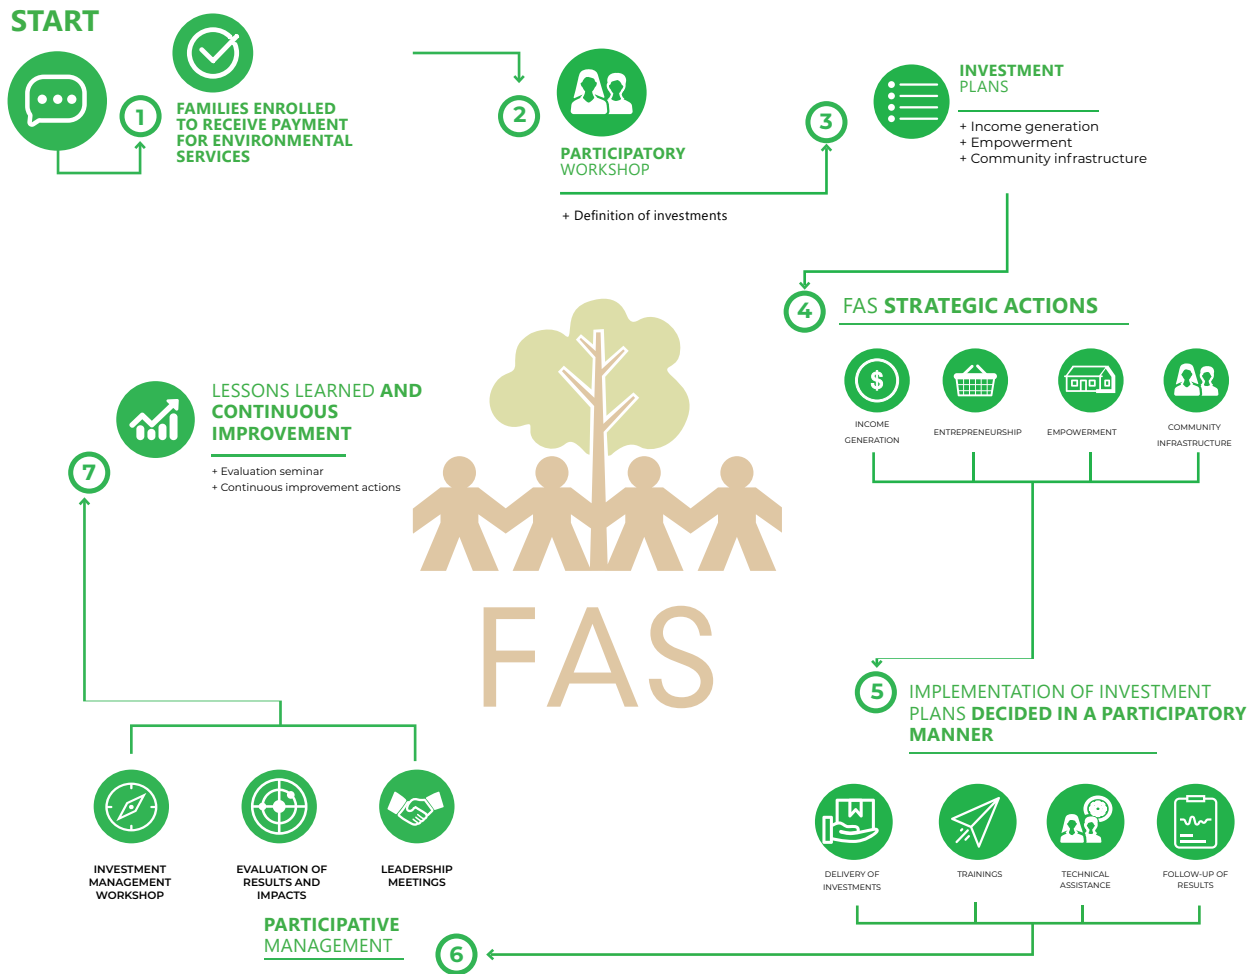 START
1
FAMILIES ENROLLED
TO RECEIVE PAYMENT
FOR ENVIRONMENTAL
SERVICES
2
PARTICIPATORY
WORKSHOP
+ Definition of investments
3
INVESTMENT
PLANS
+ Income generation
+ Empowerment
+ Community infrastructure
4
FAS STRATEGIC ACTIONS
$
INCOME
GENERATION
ENTREPRENEURSHIP
EMPOWERMENT
COMMUNITY
INFRASTRUCTURE
5
IMPLEMENTATION OF INVESTMENT
PLANS DECIDED IN A PARTICIPATORY
MANNER
DELIVERY OF
INVESTMENTS
TRAININGS
TECHNICAL
ASSISTANCE
FOLLOW-UP OF
RESULTS
6
PARTICIPATIVE
MANAGEMENT
INVESTMENT
MANAGEMENT
WORKSHOP
EVALUATION OF
RESULTS AND
IMPACTS
LEADERSHIP
MEETINGS
7
LESSONS LEARNED AND
CONTINUOUS
IMPROVEMENT
+ Evaluation seminar
+ Continuous improvement actions
FAS